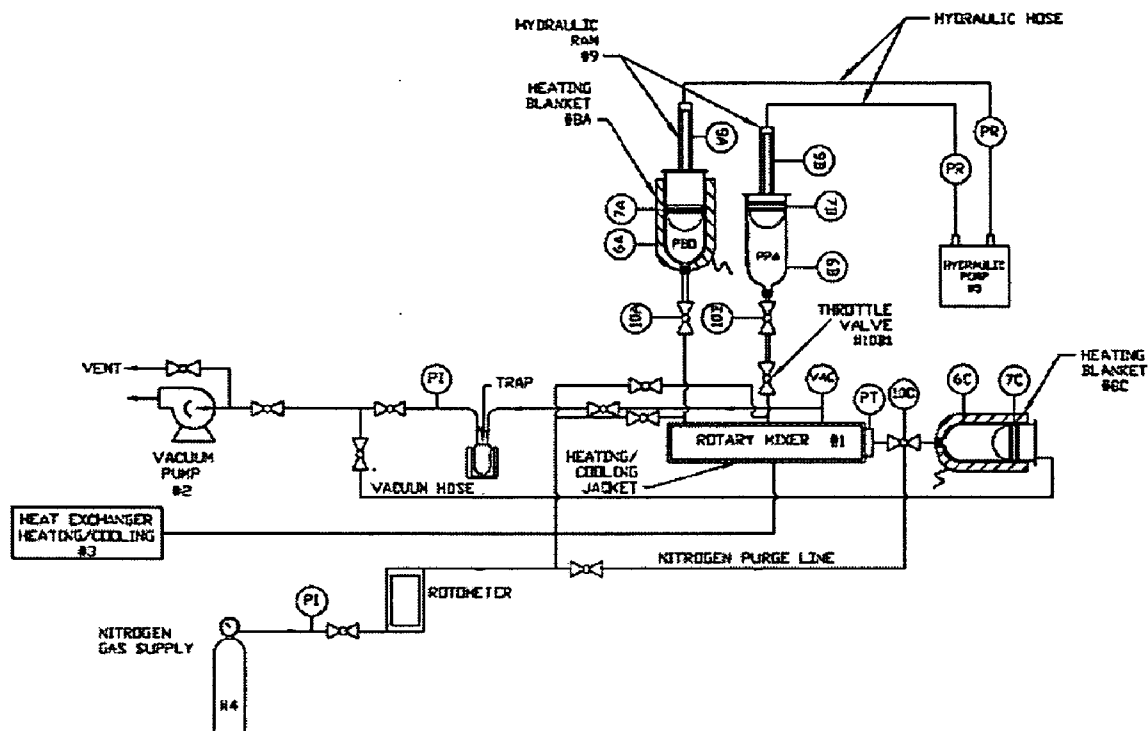 HYDRAULIC
RAM
#9
HYDRAULIC HOSE
HEATING
BLANKET
#8A
9A
9B
PR
PR
7A
7B
6A
6B
PBD
PPA
HYDRAULIC
PUMP
#9
10A
10B
THROTTLE
VALVE
#10B1
HEATING
BLANKET
#8C
VENT
PI
TRAP
V4C
PT
10C
6C
7C
ROTARY MIXER #1
VACUUM
PUMP
#2
VACUUM HOSE
HEATING/
COOLING
JACKET
HEAT EXCHANGER
HEATING/COOLING
#3
NITROGEN PURGE LINE
ROTOMETER
PI
NITROGEN
GAS SUPPLY
#4